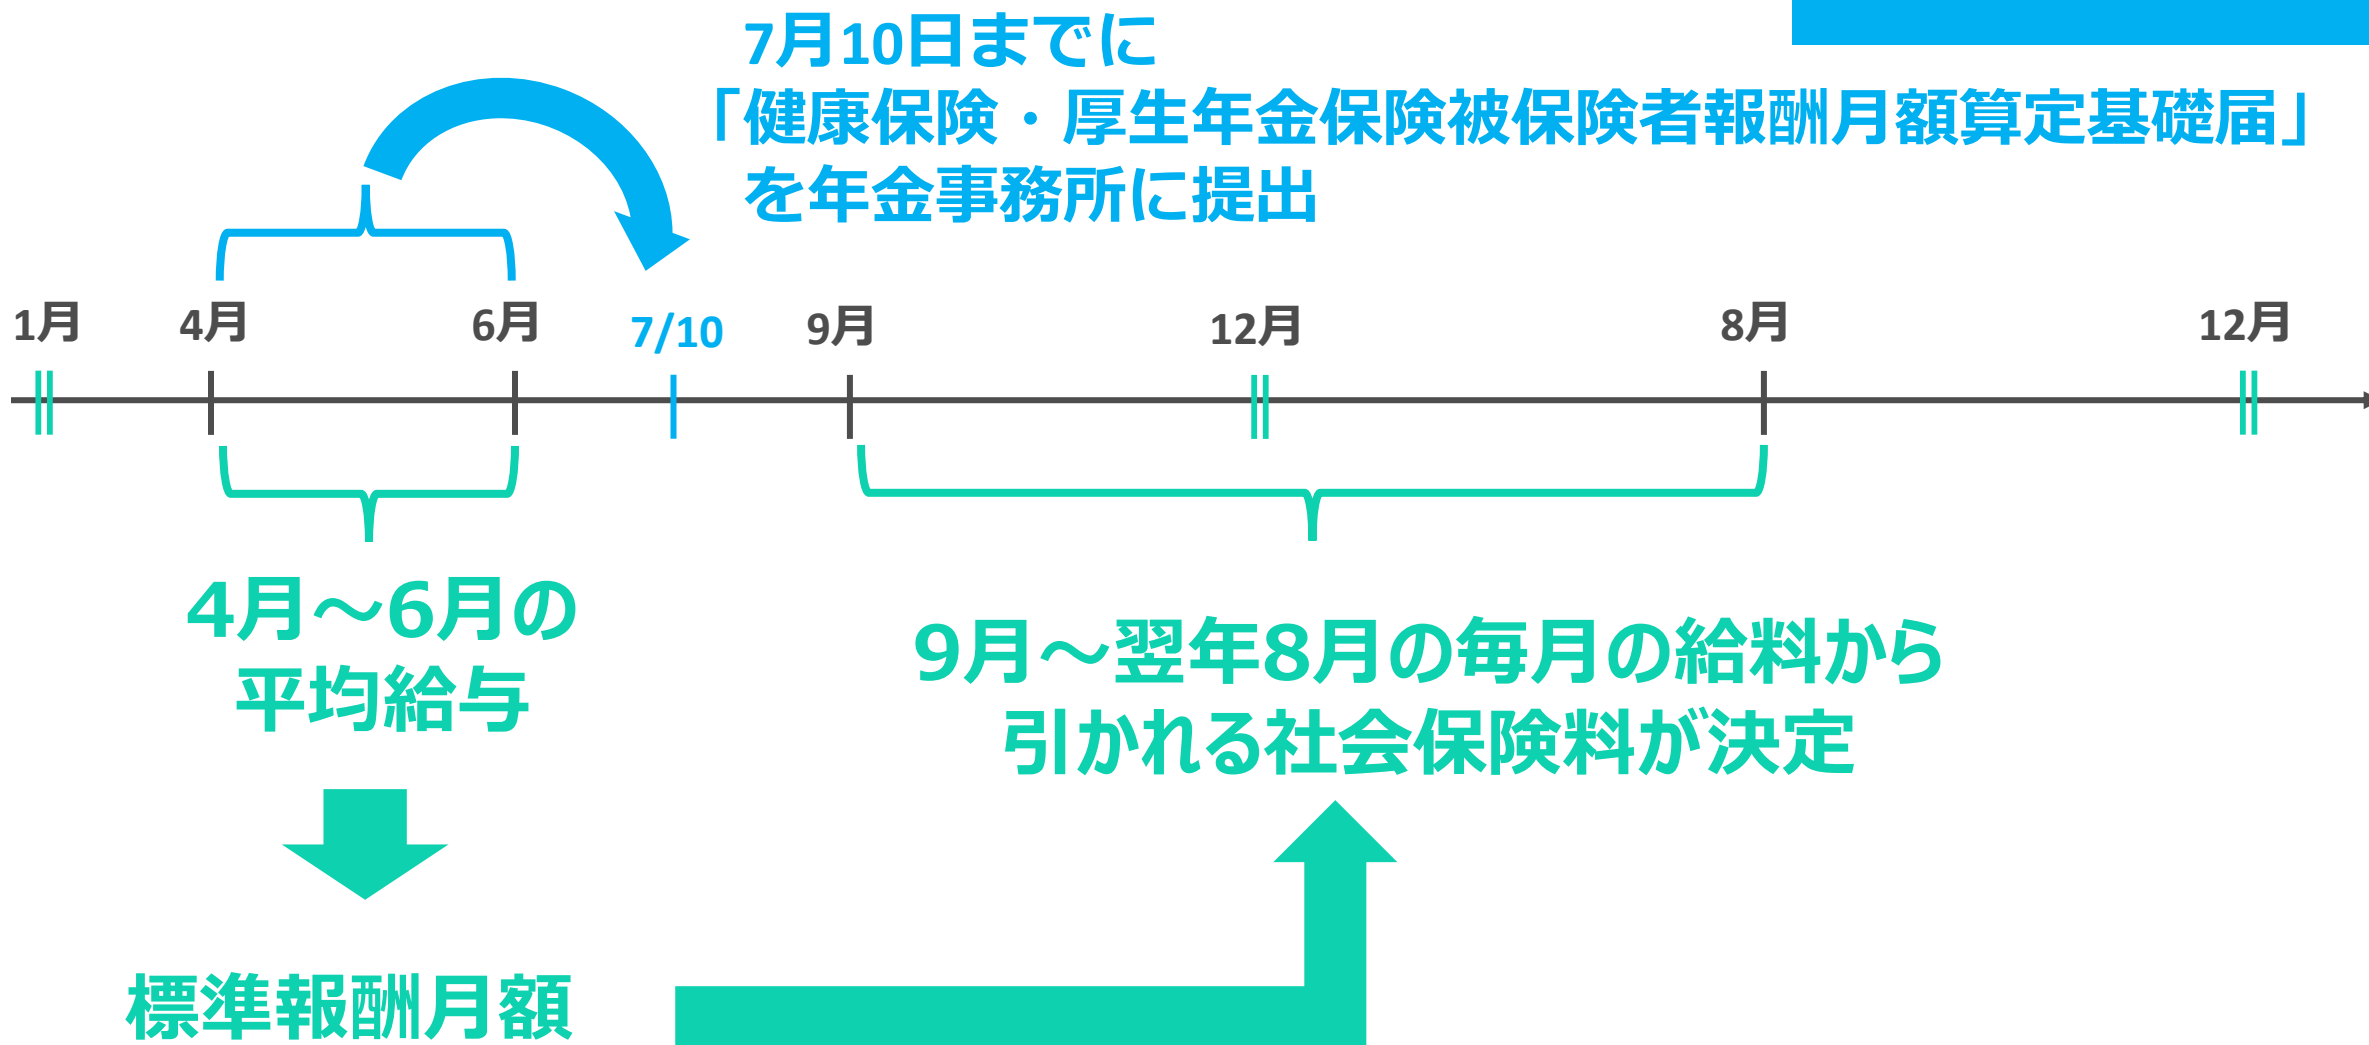 7月10日までに
「健康保険・厚生年金保険被保険者報酬月額算定基礎届」
を年金事務所に提出
1月
4月
6月
7/10
9月
12月
8月
12月
4月～6月の
平均給与
9月～翌年8月の毎月の給料から
引かれる社会保険料が決定
標準報酬月額